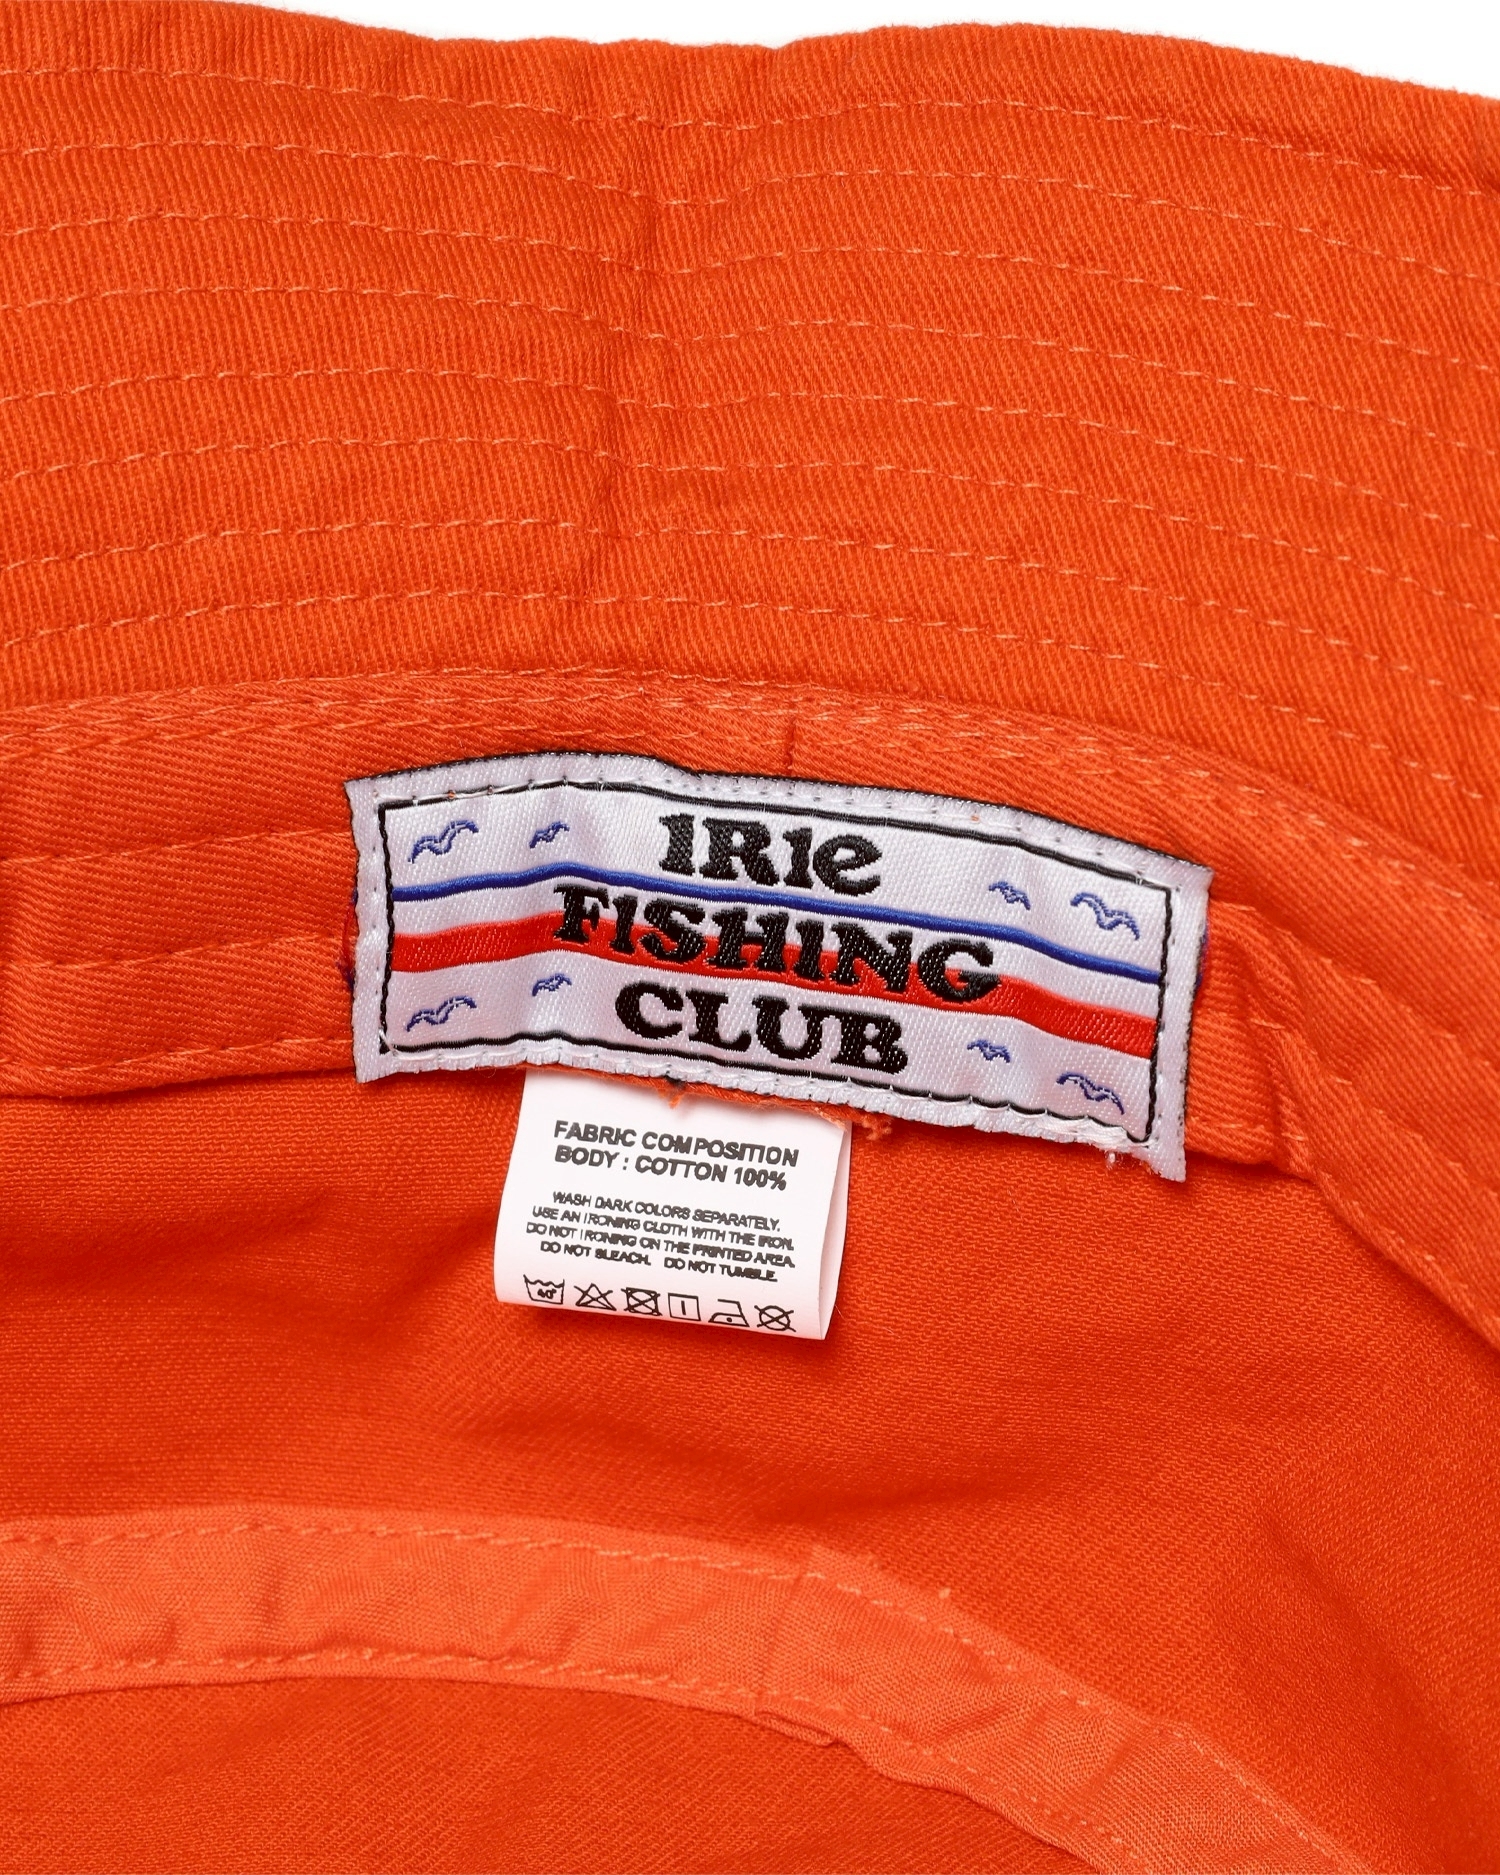 IRIE
FISHING
CLUB
FABRIC COMPOSITION
BODY : COTTON 100%
WASH DARK COLORS SEPARATELY.
USE AN IRONING CLOTH WITH THE IRON.
DO NOT IRONING ON THE PRINTED AREA.
DO NOT BLEACH. DO NOT TUMBLE.
40°